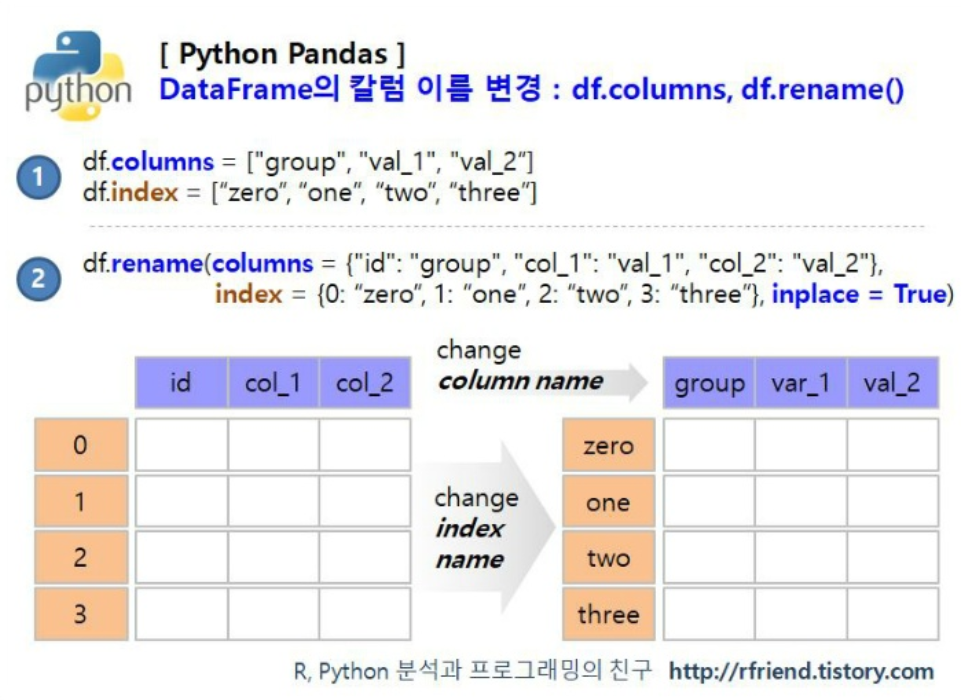 python
[ Python Pandas ]
DataFrame의 칼럼 이름 변경 : df.columns, df.rename()
1
df.columns = ["group", "val_1", "val_2"]
df.index = ["zero", "one", "two", "three"]
2
df.rename(columns = {"id": "group", "col_1": "val_1", "col_2": "val_2"},
index = {0: "zero", 1: "one", 2: "two", 3: "three"}, inplace = True)
id col_1 col_2
change
column name
group var_1 val_2
0
1
2
3
change
index
name
zero
one
two
three
R, Python 분석과 프로그래밍의 친구 http://rfriend.tistory.com